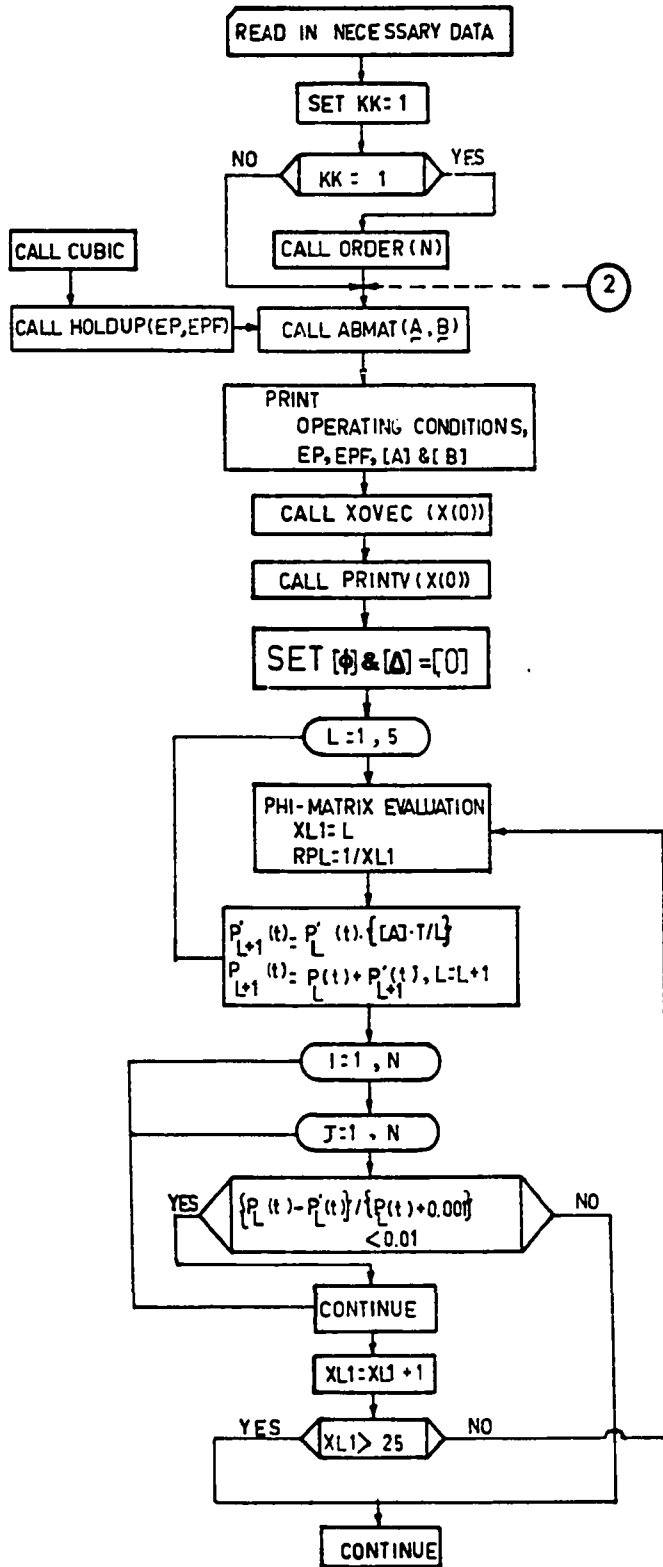 READ IN NECESSARY DATA
SET KK=1
NO
YES
KK = 1
CALL CUBIC
CALL ORDER(N)
2
CALL HOLDUP(EP,EPF)
CALL ABMAT(A,B)
PRINT
OPERATING CONDITIONS,
EP,EPF,[A] &[B]
CALL XOVEC (X(0))
CALL PRINTV(X(0))
SET [ϕ]&[Δ]=[0]
L=1,5
PHI-MATRIX EVALUATION
XL1=L
RPL=1/XL1
P'L+1(t)=P'L(t)·{[A]·T/L}
PL+1(t)=PL(t)+P'L+1(t),L=L+1
I=1,N
J=1,N
YES
{PL(t)-P'L(t)}/{PL(t)+0.001}
NO
<0.01
CONTINUE
XL1=XL1+1
YES
XL1> 25
NO
CONTINUE